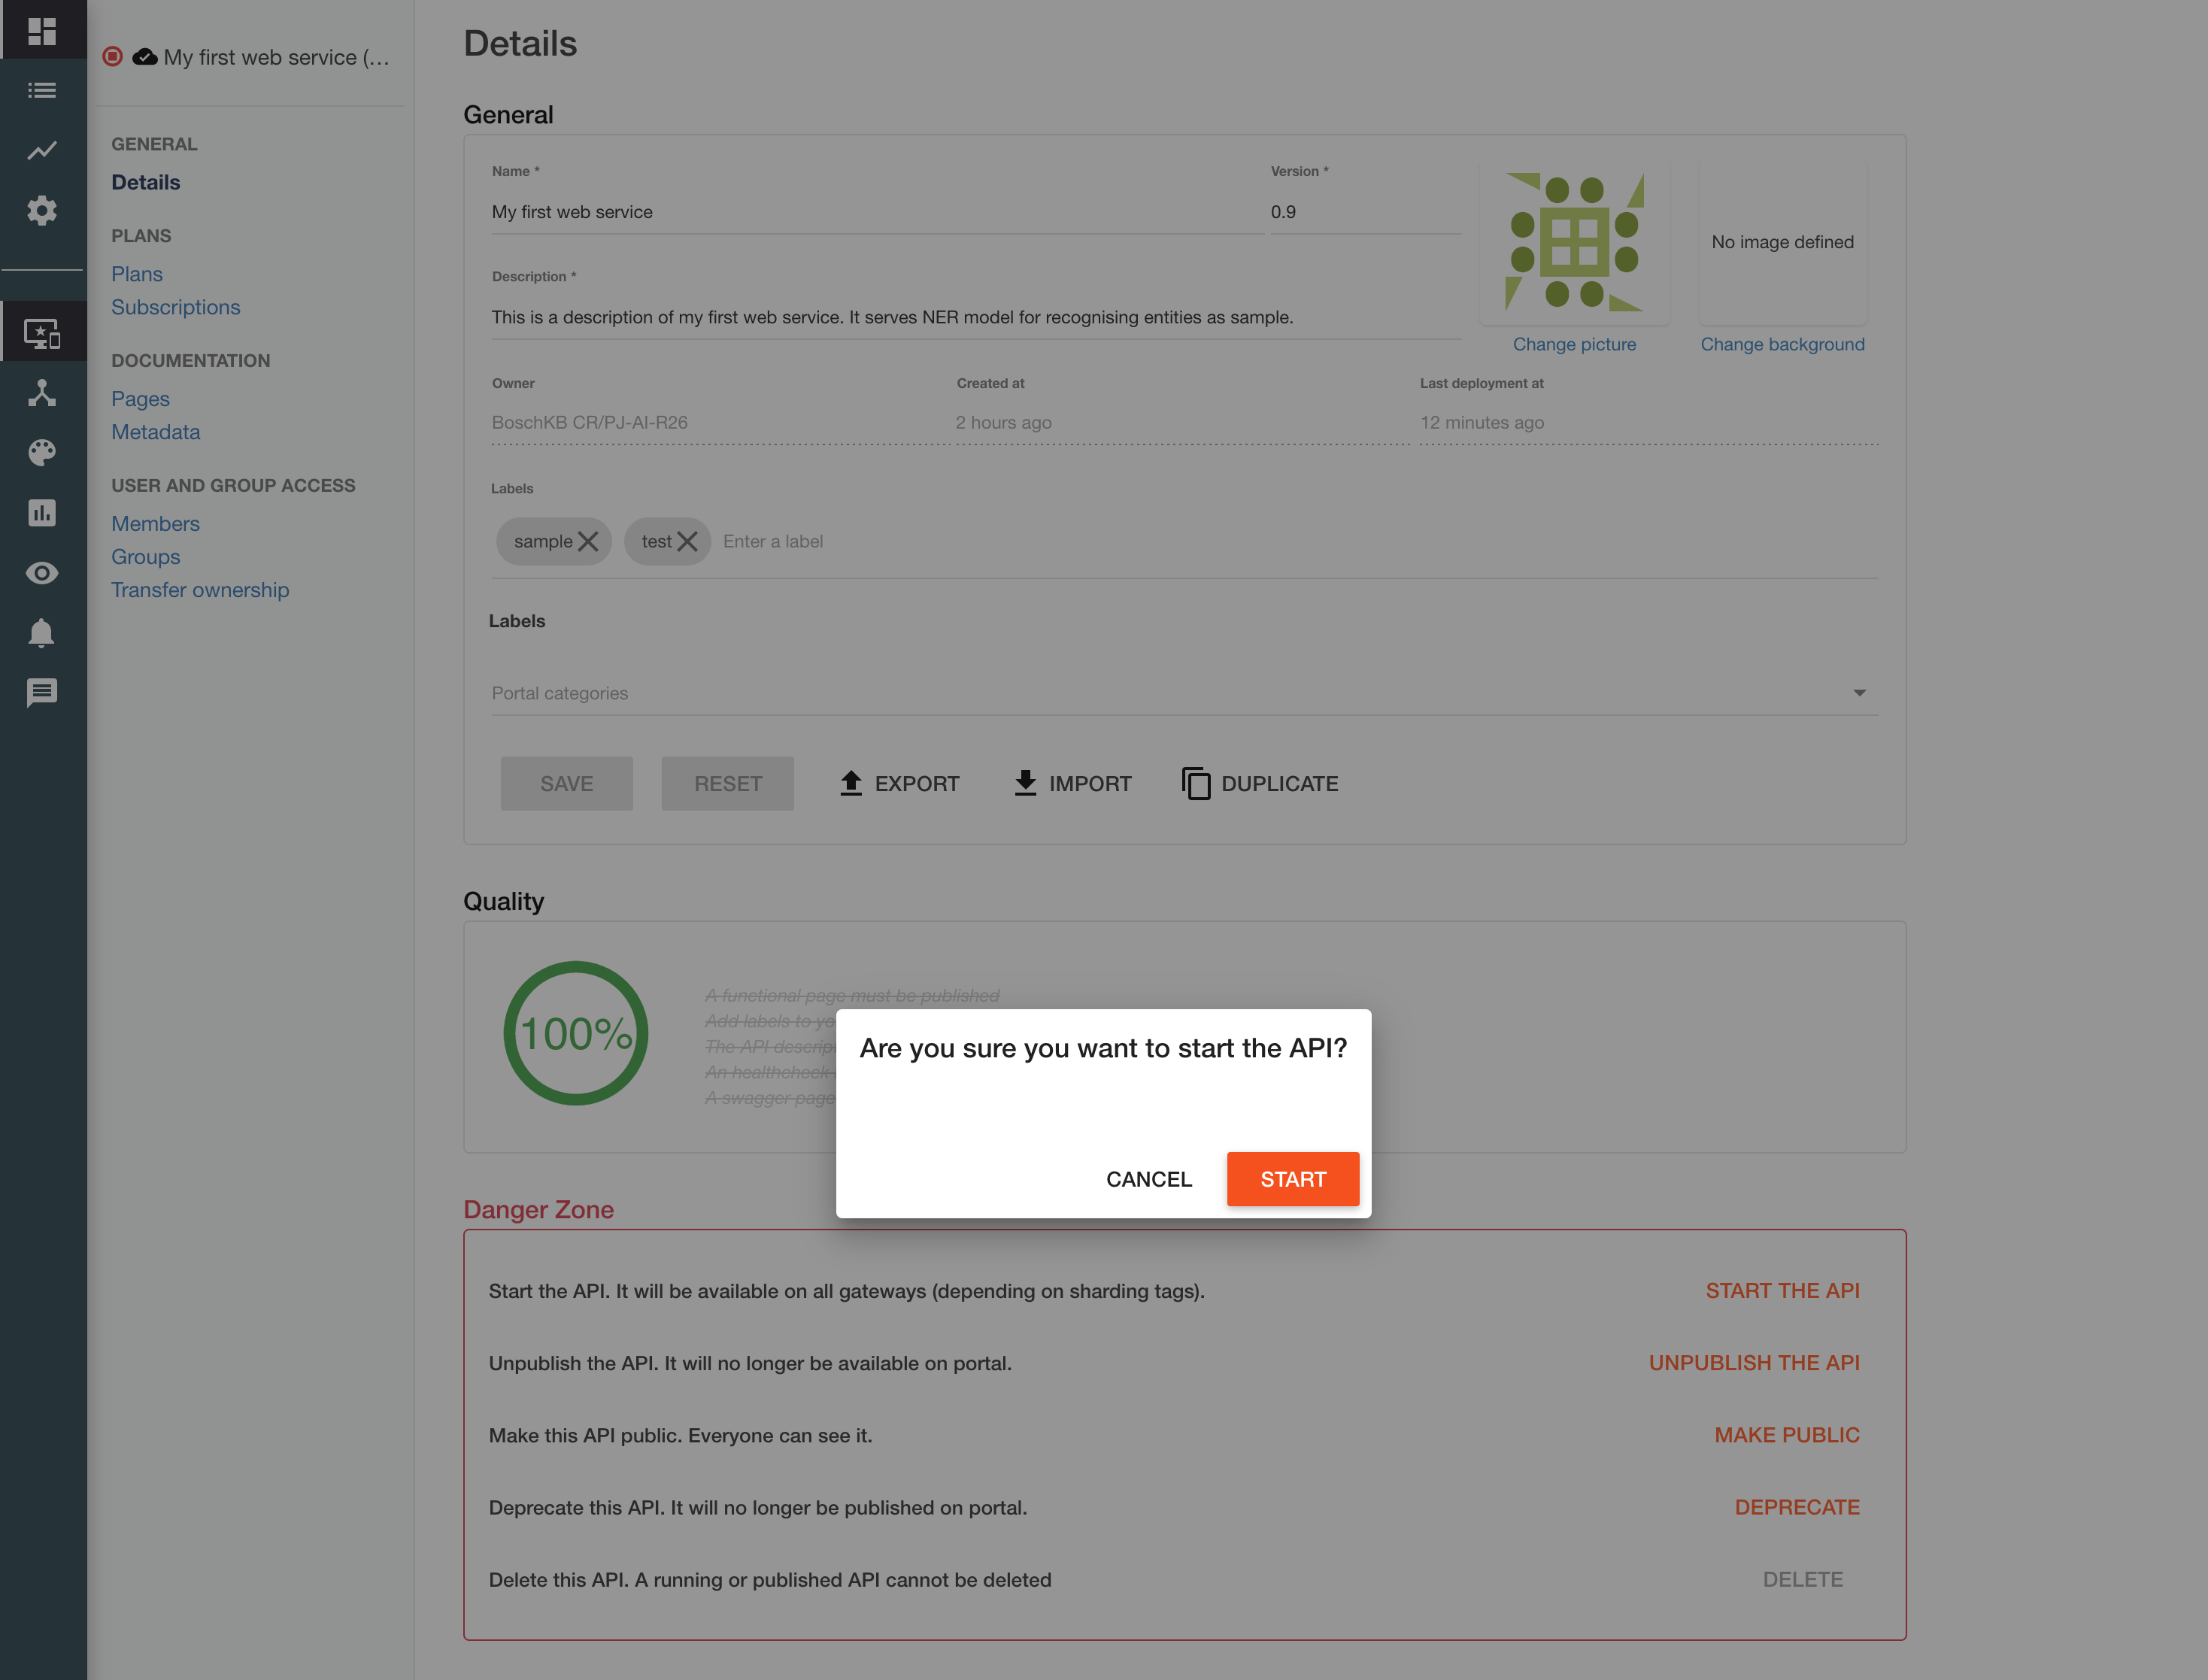 My first web service (...
GENERAL
Details
PLANS
Plans
Subscriptions
DOCUMENTATION
Pages
Metadata
USER AND GROUP ACCESS
Members
Groups
Transfer ownership
Details
General
Name *
My first web service
Version *
0.9
Description *
This is a description of my first web service. It serves NER model for recognising entities as sample.
No image defined
Change picture
Change background
Owner
BoschKB CR/PJ-AI-R26
Created at
2 hours ago
Last deployment at
12 minutes ago
Labels
sample
test
Enter a label
Labels
Portal categories
SAVE
RESET
EXPORT
IMPORT
DUPLICATE
Quality
100%
A functional page must be published
Add labels to
The API
An healthcheck
A swagger page
Are you sure you want to start the API?
CANCEL
START
Danger Zone
Start the API. It will be available on all gateways (depending on sharding tags).
START THE API
Unpublish the API. It will no longer be available on portal.
UNPUBLISH THE API
Make this API public. Everyone can see it.
MAKE PUBLIC
Deprecate this API. It will no longer be published on portal.
DEPRECATE
Delete this API. A running or published API cannot be deleted
DELETE